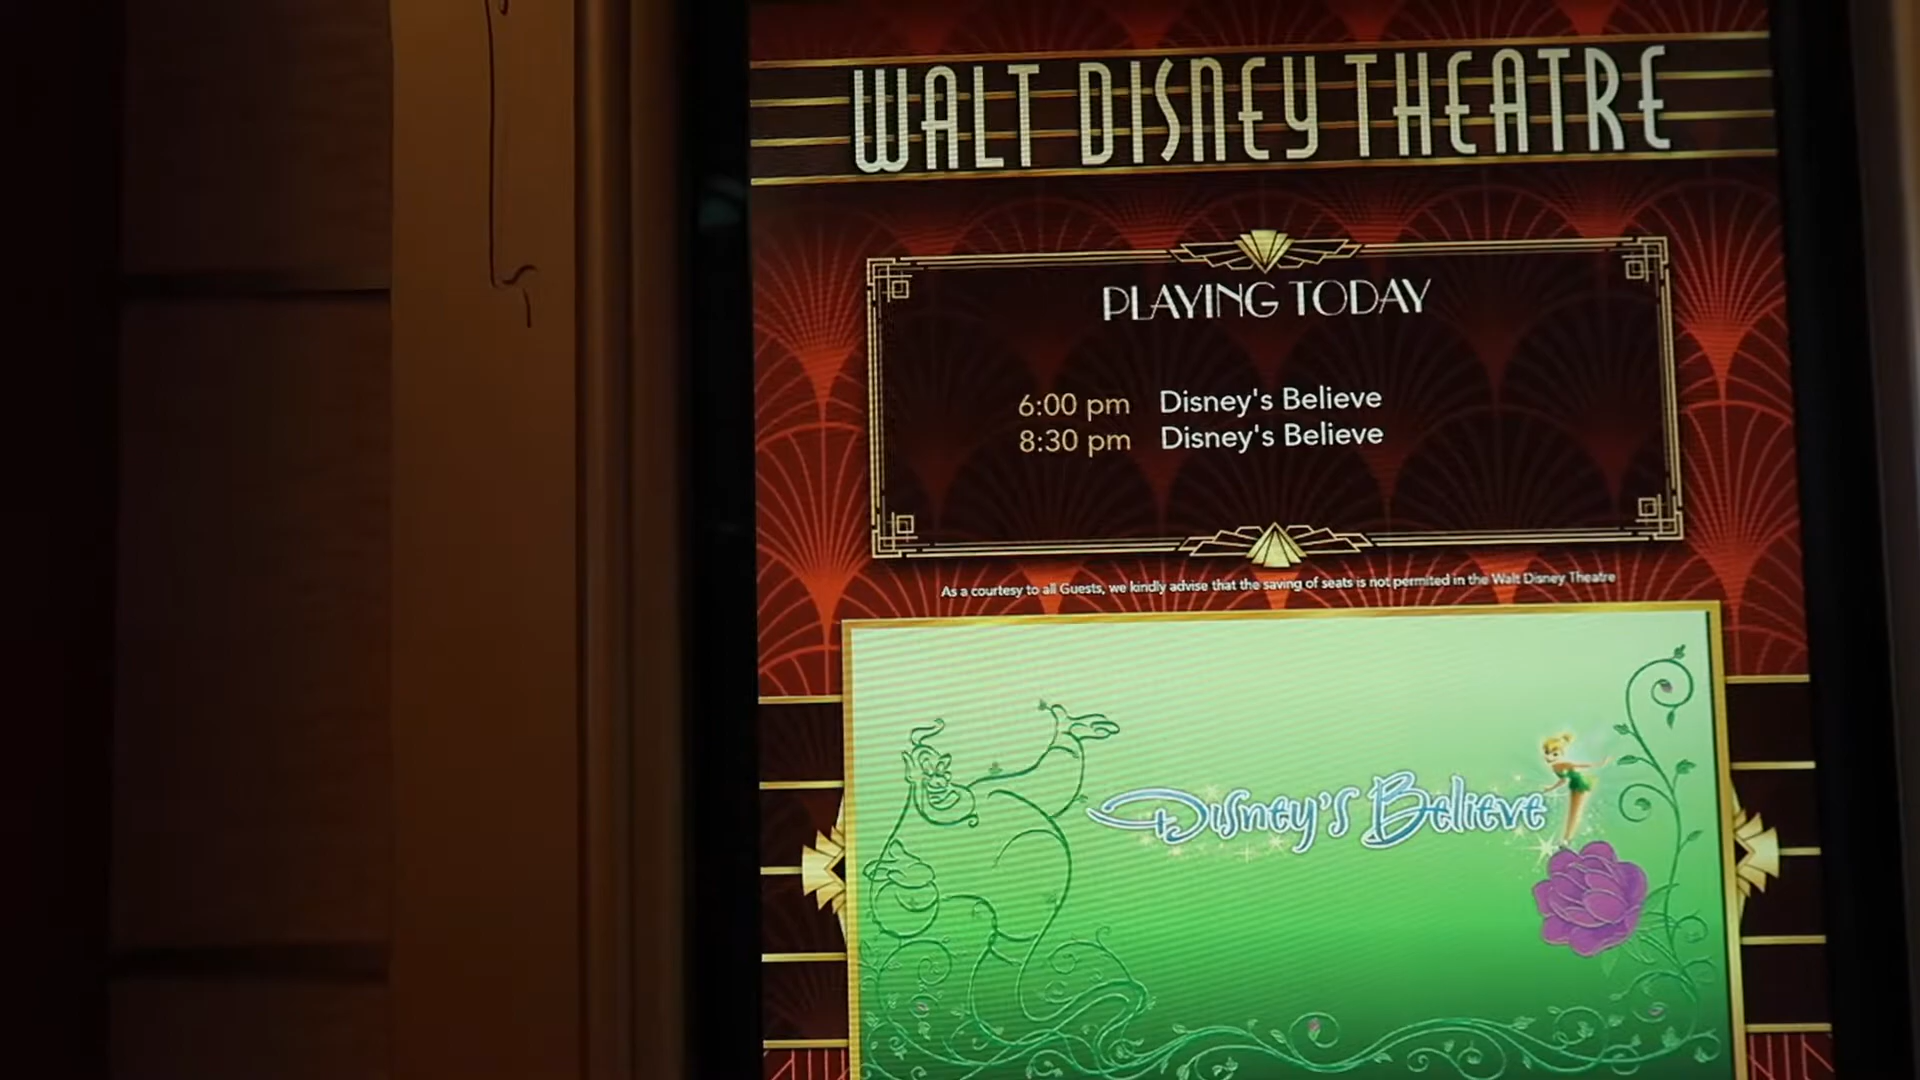 WALT DISNEY THEATRE
PLAYING TODAY
6:00 pm Disney's Believe
8:30 pm Disney's Believe
As a courtesy to all Guests, we kindly advise that the saving of seats is not permitted in the Walt Disney Theatre
Disney's Believe